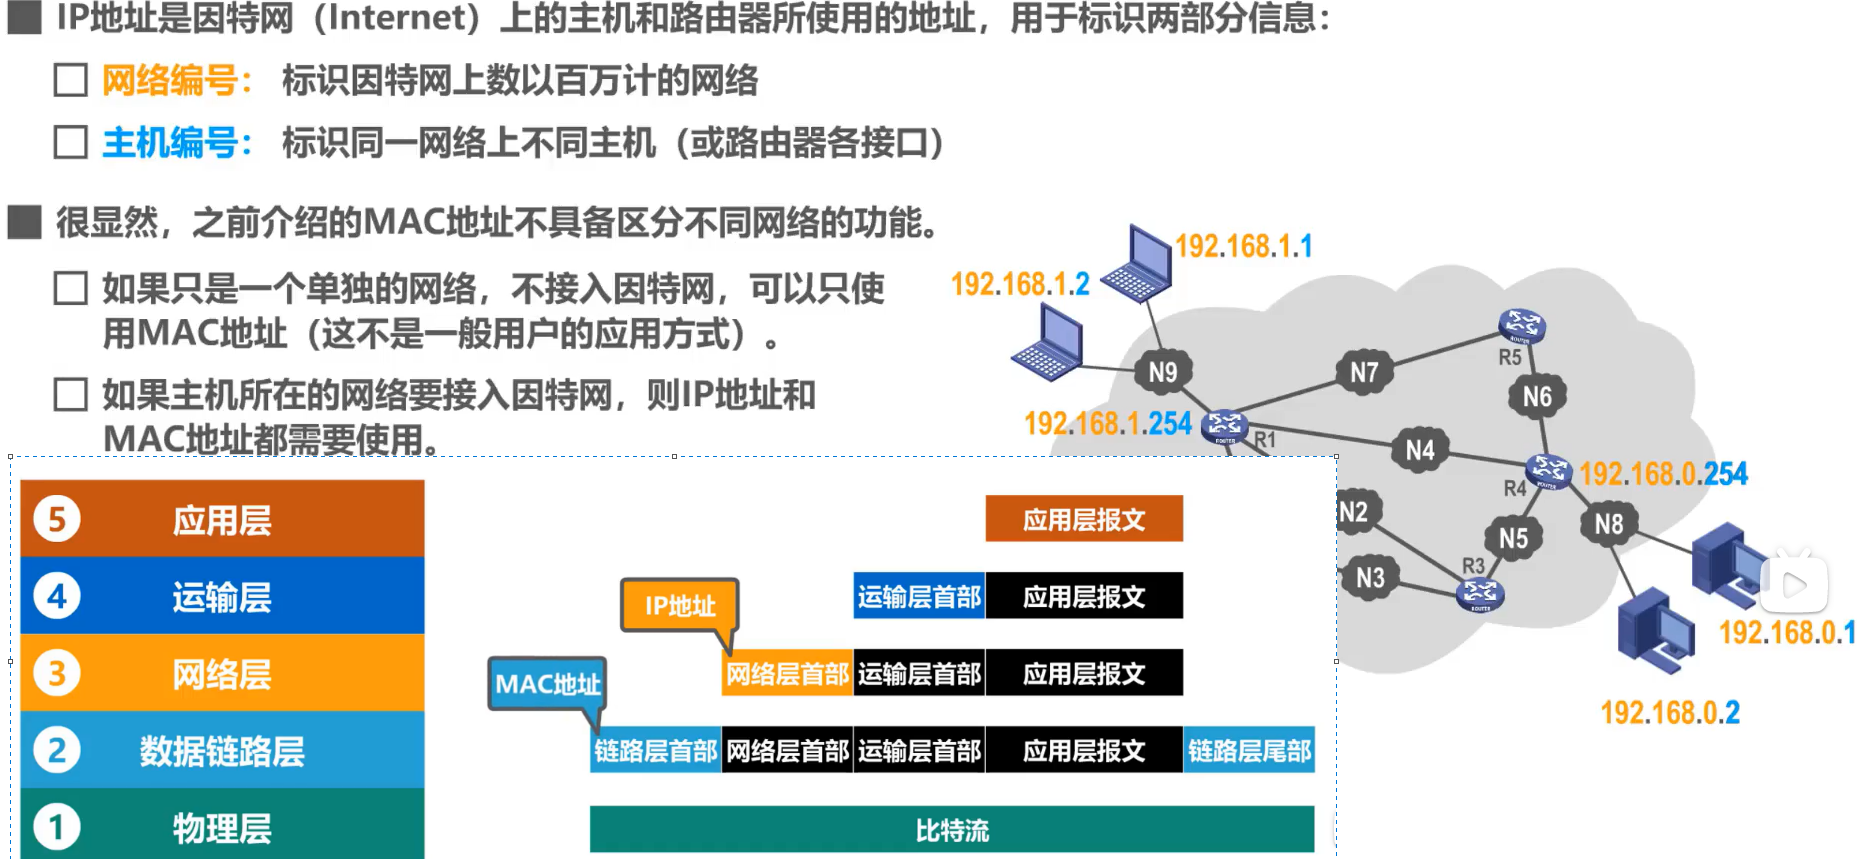 IP地址是因特网（Internet）上的主机和路由器所使用的地址，用于标识两部分信息：
网络编号： 标识因特网上数以百万计的网络
主机编号： 标识同一网络上不同主机（或路由器各接口）
很显然，之前介绍的MAC地址不具备区分不同网络的功能。
如果只是一个单独的网络，不接入因特网，可以只使
用MAC地址（这不是一般用户的应用方式）。
如果主机所在的网络要接入因特网，则IP地址和
MAC地址都需要使用。
192.168.1.1
192.168.1.2
N9
N7
R5
N6
192.168.1.254
ROUTER
R1
N4
ROUTER
R4
192.168.0.254
N2
N8
N5
N3
R3
ROUTER
ROUTER
192.168.0.1
192.168.0.2
5 应用层
应用层报文
4 运输层
IP地址
运输层首部 应用层报文
3 网络层
MAC地址
网络层首部 运输层首部 应用层报文
2 数据链路层
链路层首部 网络层首部 运输层首部 应用层报文 链路层尾部
1 物理层
比特流